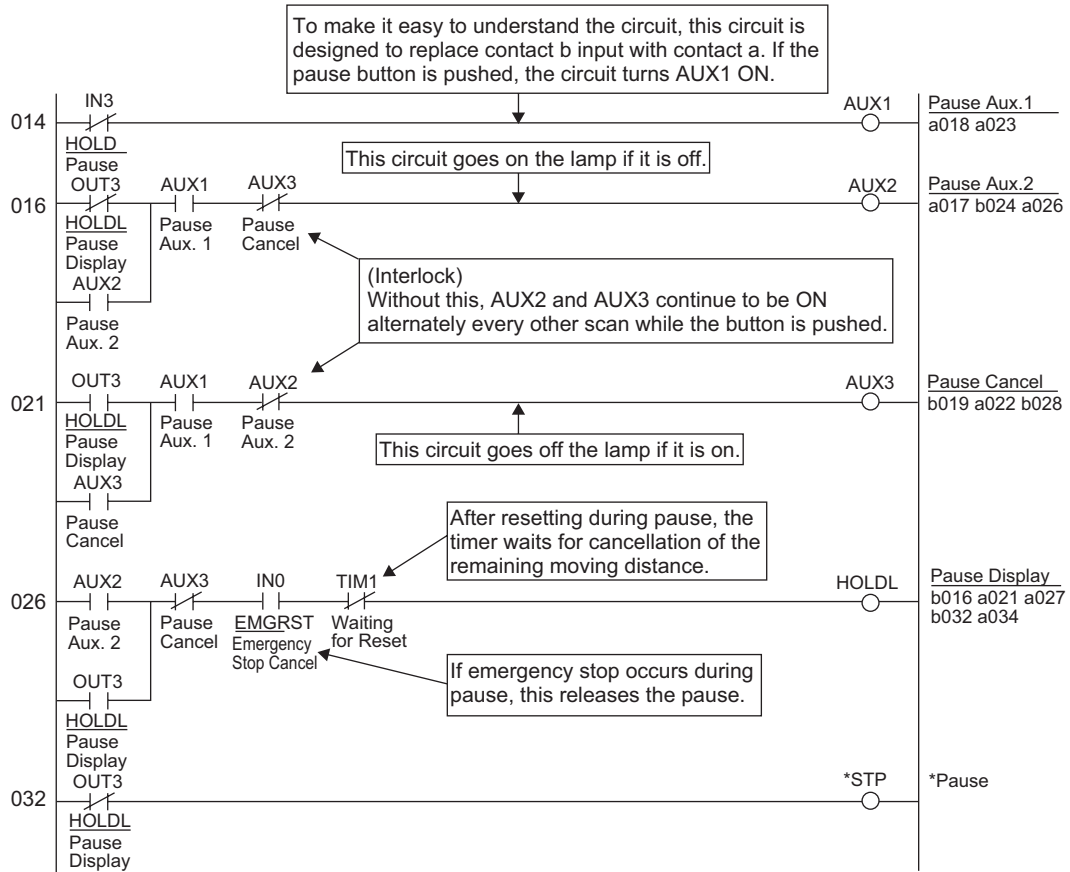 To make it easy to understand the circuit, this circuit is
designed to replace contact b input with contact a. If the
pause button is pushed, the circuit turns AUX1 ON.
IN3
AUX1
Pause Aux.1
014
a018 a023
HOLD
Pause
This circuit goes on the lamp if it is off.
OUT3
AUX1
AUX3
AUX2
Pause Aux.2
016
a017 b024 a026
HOLDL
Pause
Display
Pause
Aux. 1
Pause
Cancel
AUX2
Pause
Aux. 2
(Interlock)
Without this, AUX2 and AUX3 continue to be ON
alternately every other scan while the button is pushed.
OUT3
AUX1
AUX2
AUX3
Pause Cancel
021
b019 a022 b028
HOLDL
Pause
Display
Pause
Aux. 1
Pause
Aux. 2
This circuit goes off the lamp if it is on.
AUX3
Pause
Cancel
After resetting during pause, the
timer waits for cancellation of the
remaining moving distance.
AUX2
AUX3
IN0
TIM1
HOLDL
Pause Display
026
b016 a021 a027
b032 a034
Pause
Aux. 2
Pause
Cancel
EMGRST
Emergency
Stop Cancel
Waiting
for Reset
If emergency stop occurs during
pause, this releases the pause.
OUT3
HOLDL
Pause
Display
OUT3
*STP
*Pause
032
HOLDL
Pause
Display